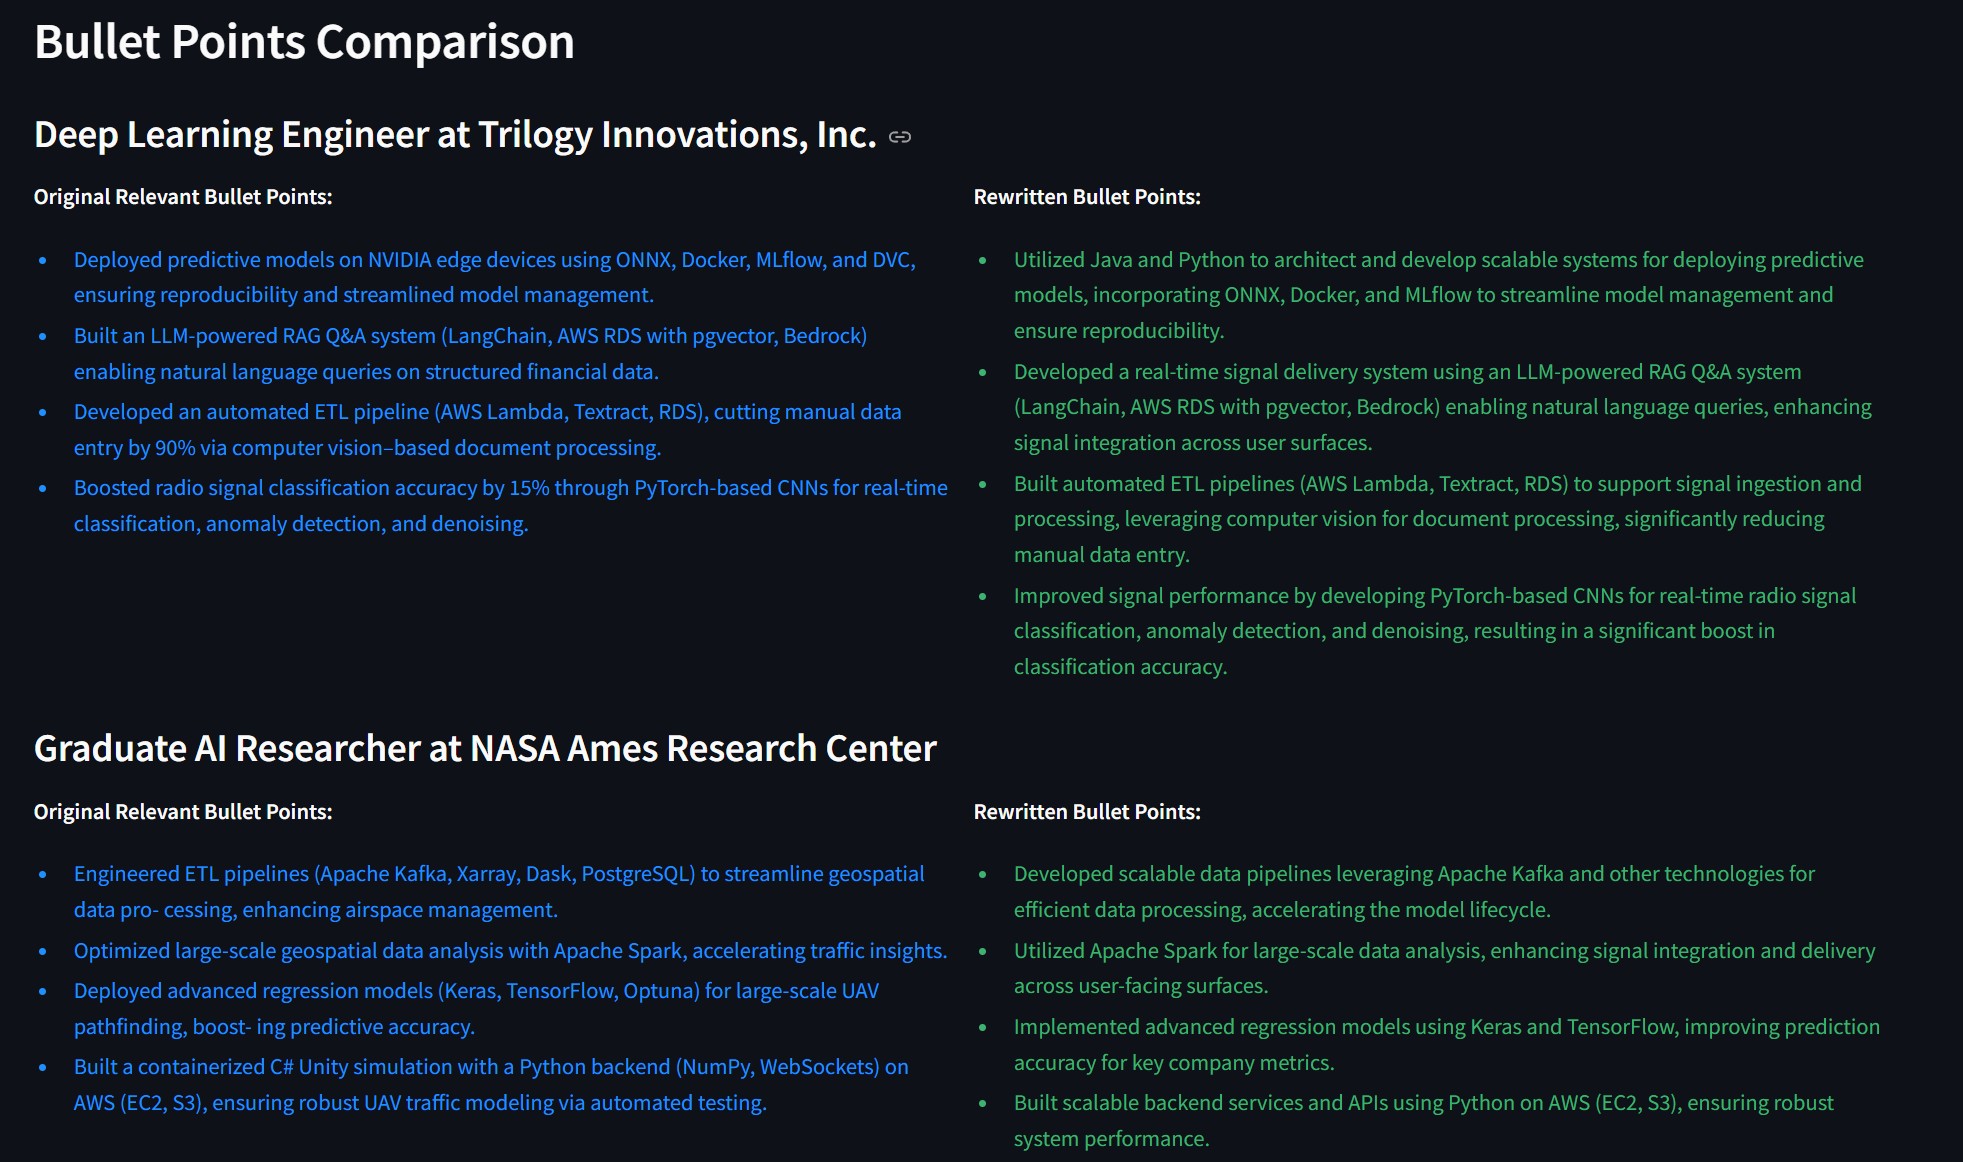 Bullet Points Comparison
Deep Learning Engineer at Trilogy Innovations, Inc.
Original Relevant Bullet Points:
• Deployed predictive models on NVIDIA edge devices using ONNX, Docker, MLflow, and DVC,
ensuring reproducibility and streamlined model management.
• Built an LLM-powered RAG Q&A system (LangChain, AWS RDS with pgvector, Bedrock)
enabling natural language queries on structured financial data.
• Developed an automated ETL pipeline (AWS Lambda, Textract, RDS), cutting manual data
entry by 90% via computer vision–based document processing.
• Boosted radio signal classification accuracy by 15% through PyTorch-based CNNs for real-time
classification, anomaly detection, and denoising.
Rewritten Bullet Points:
• Utilized Java and Python to architect and develop scalable systems for deploying predictive
models, incorporating ONNX, Docker, and MLflow to streamline model management and
ensure reproducibility.
• Developed a real-time signal delivery system using an LLM-powered RAG Q&A system
(LangChain, AWS RDS with pgvector, Bedrock) enabling natural language queries, enhancing
signal integration across user surfaces.
• Built automated ETL pipelines (AWS Lambda, Textract, RDS) to support signal ingestion and
processing, leveraging computer vision for document processing, significantly reducing
manual data entry.
• Improved signal performance by developing PyTorch-based CNNs for real-time radio signal
classification, anomaly detection, and denoising, resulting in a significant boost in
classification accuracy.
Graduate AI Researcher at NASA Ames Research Center
Original Relevant Bullet Points:
• Engineered ETL pipelines (Apache Kafka, Xarray, Dask, PostgreSQL) to streamline geospatial
data pro- cessing, enhancing airspace management.
• Optimized large-scale geospatial data analysis with Apache Spark, accelerating traffic insights.
• Deployed advanced regression models (Keras, TensorFlow, Optuna) for large-scale UAV
pathfinding, boost- ing predictive accuracy.
• Built a containerized C# Unity simulation with a Python backend (NumPy, WebSockets) on
AWS (EC2, S3), ensuring robust UAV traffic modeling via automated testing.
Rewritten Bullet Points:
• Developed scalable data pipelines leveraging Apache Kafka and other technologies for
efficient data processing, accelerating the model lifecycle.
• Utilized Apache Spark for large-scale data analysis, enhancing signal integration and delivery
across user-facing surfaces.
• Implemented advanced regression models using Keras and TensorFlow, improving prediction
accuracy for key company metrics.
• Built scalable backend services and APIs using Python on AWS (EC2, S3), ensuring robust
system performance.